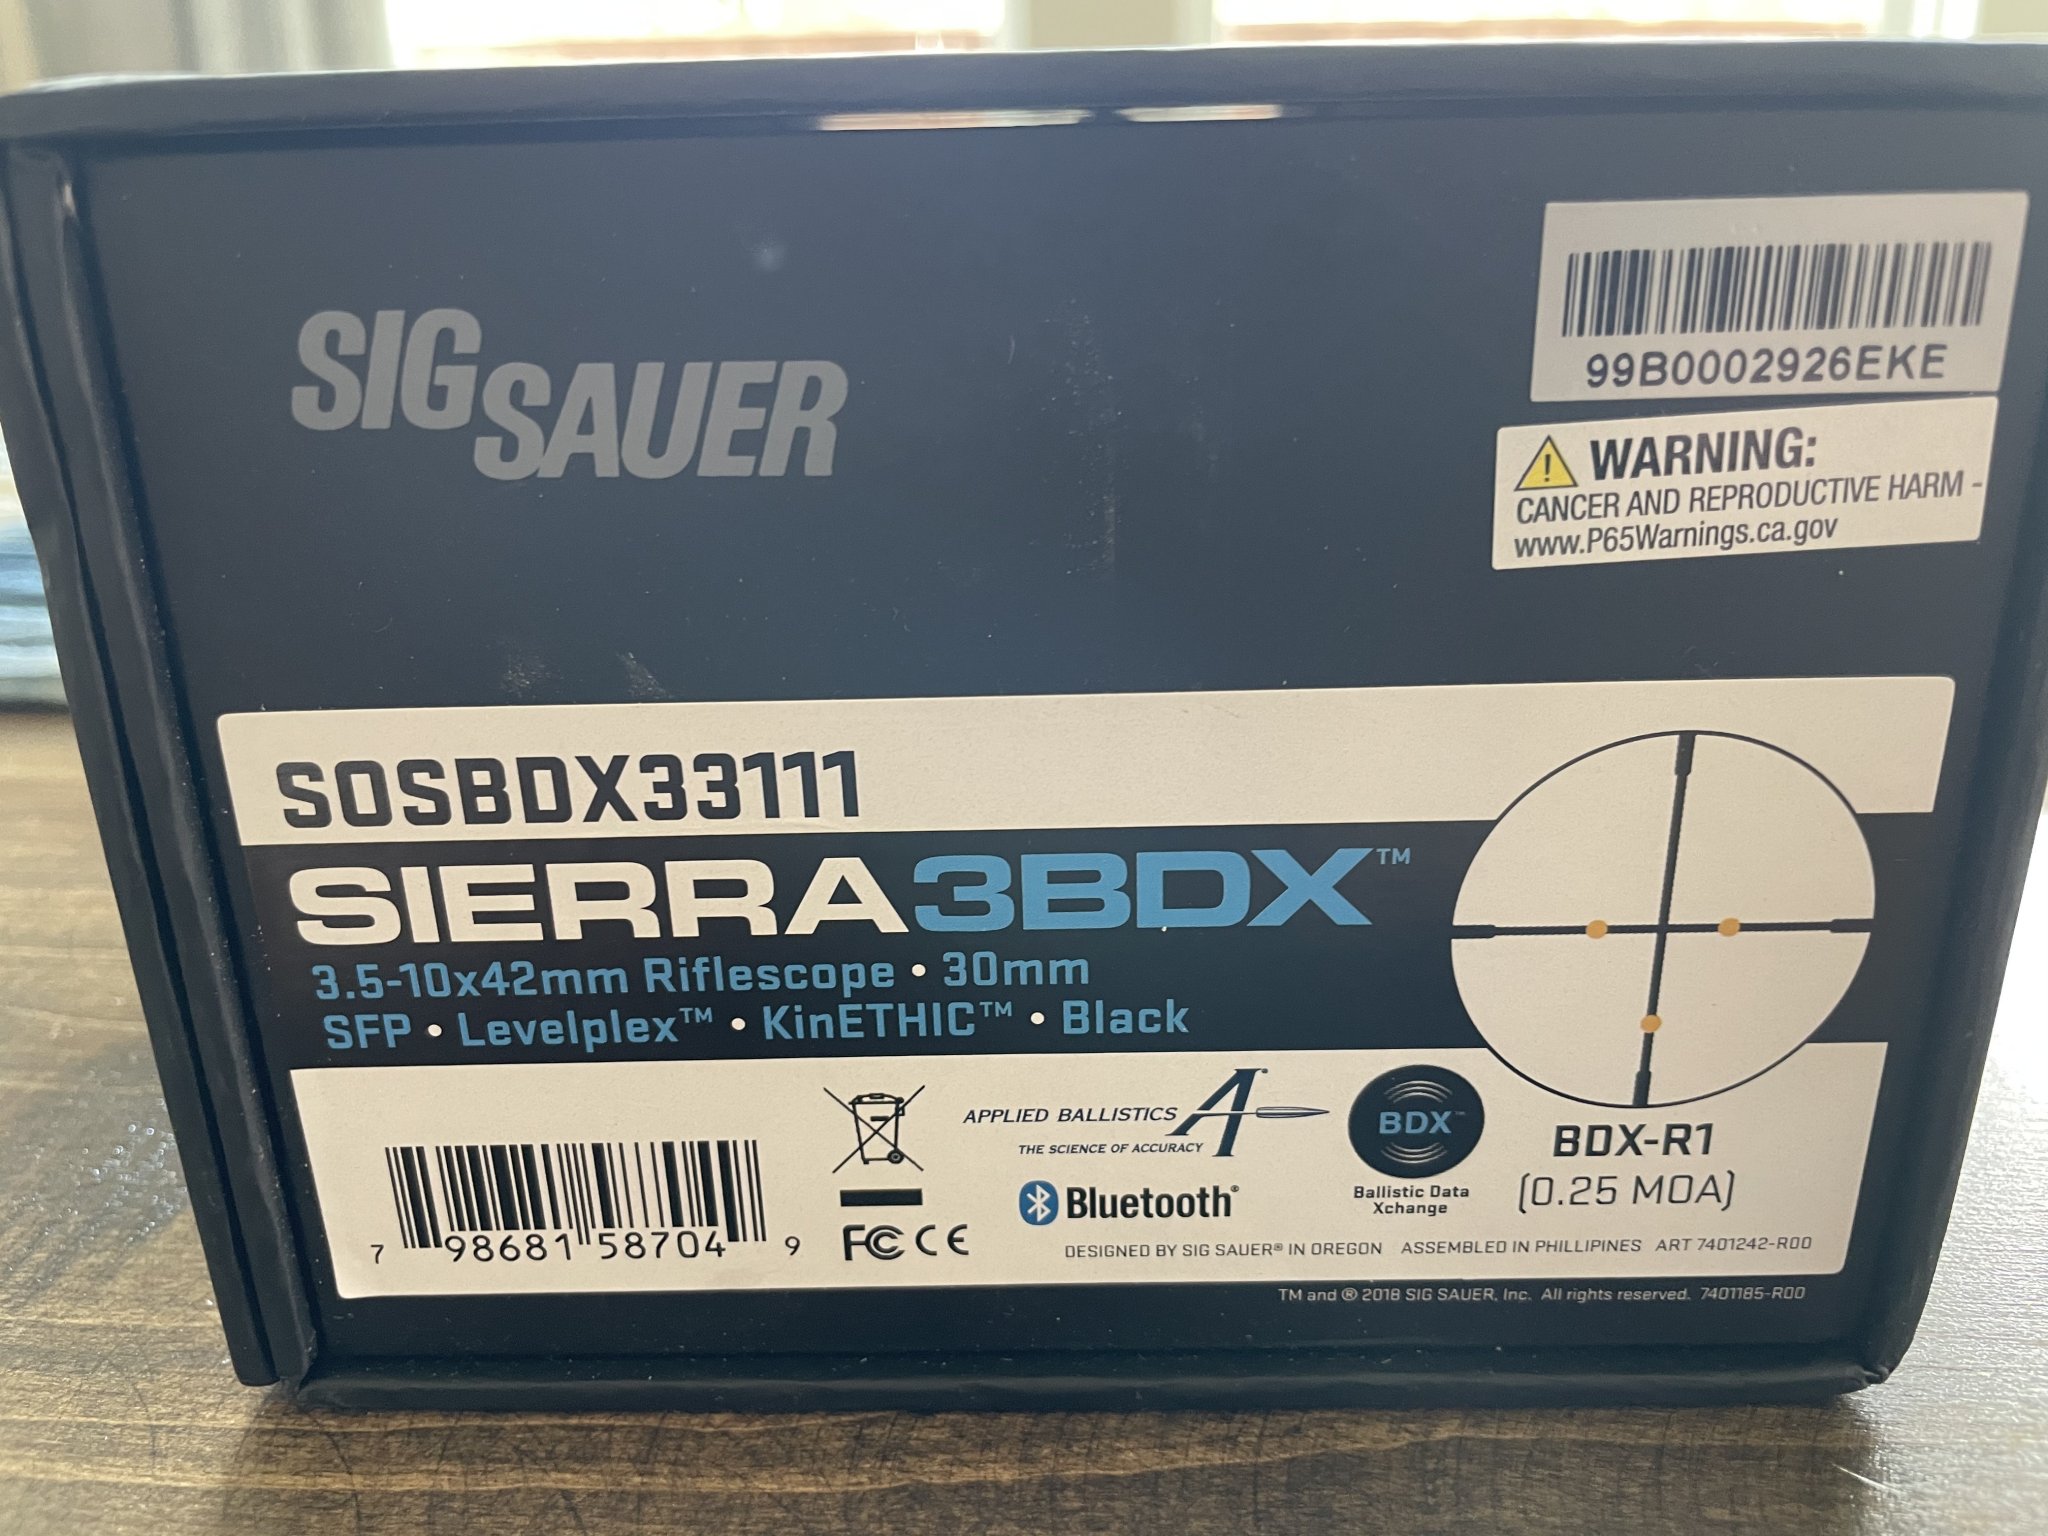 SIG SAUER
99B0002926EKE
WARNING:
CANCER AND REPRODUCTIVE HARM -
www.P65Warnings.ca.gov
SOSBDX33111
SIERRA3BDX™
3.5-10x42mm Riflescope • 30mm
SFP • Levelplex™ • KinETHIC™ • Black
APPLIED BALLISTICS A
THE SCIENCE OF ACCURACY
BDX™
Ballistic Data
Xchange
BDX-R1
(0.25 MOA)
Bluetooth®
7 98681 58704 9
FC CE
DESIGNED BY SIG SAUER® IN OREGON ASSEMBLED IN PHILLIPINES ART 7401242-R00
TM and ® 2018 SIG SAUER, Inc. All rights reserved. 7401185-R00